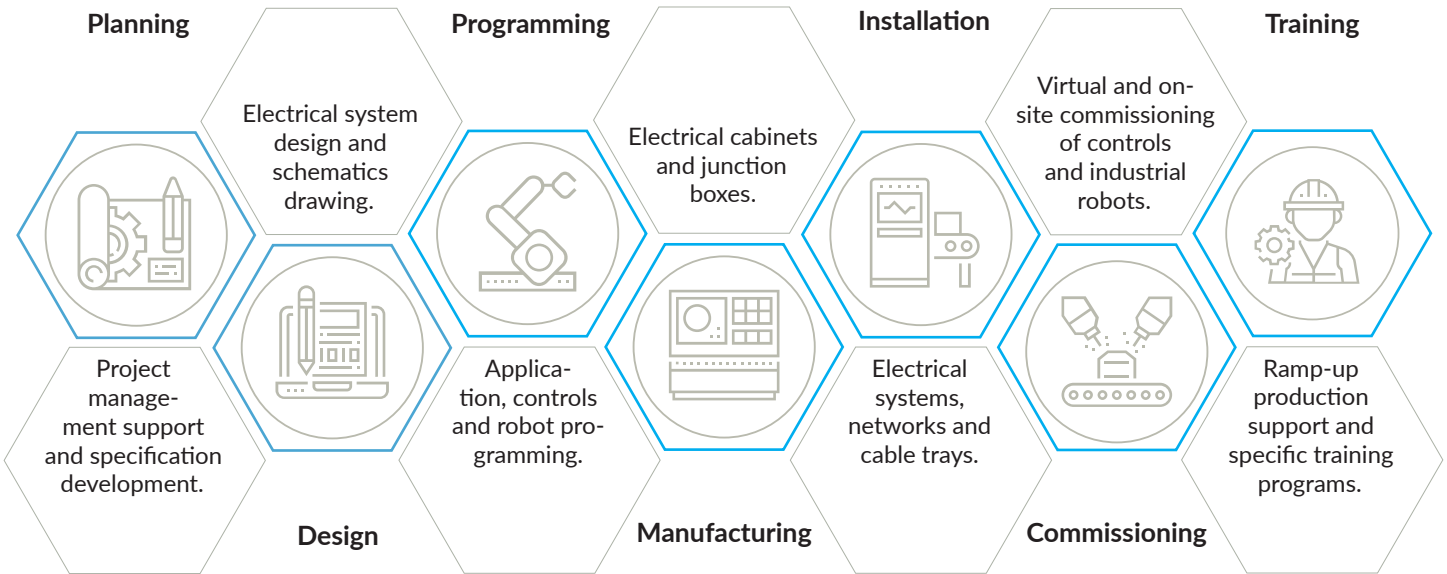 Planning
Project
manage-
ment support
and specification
development.
Electrical system
design and
schematics
drawing.
Design
Programming
Applica-
tion, controls
and robot pro-
gramming.
Electrical cabinets
and junction
boxes.
Manufacturing
Installation
Electrical
systems,
networks and
cable trays.
Virtual and on-
site commissioning
of controls
and industrial
robots.
Commissioning
Training
Ramp-up
production
support and
specific training
programs.